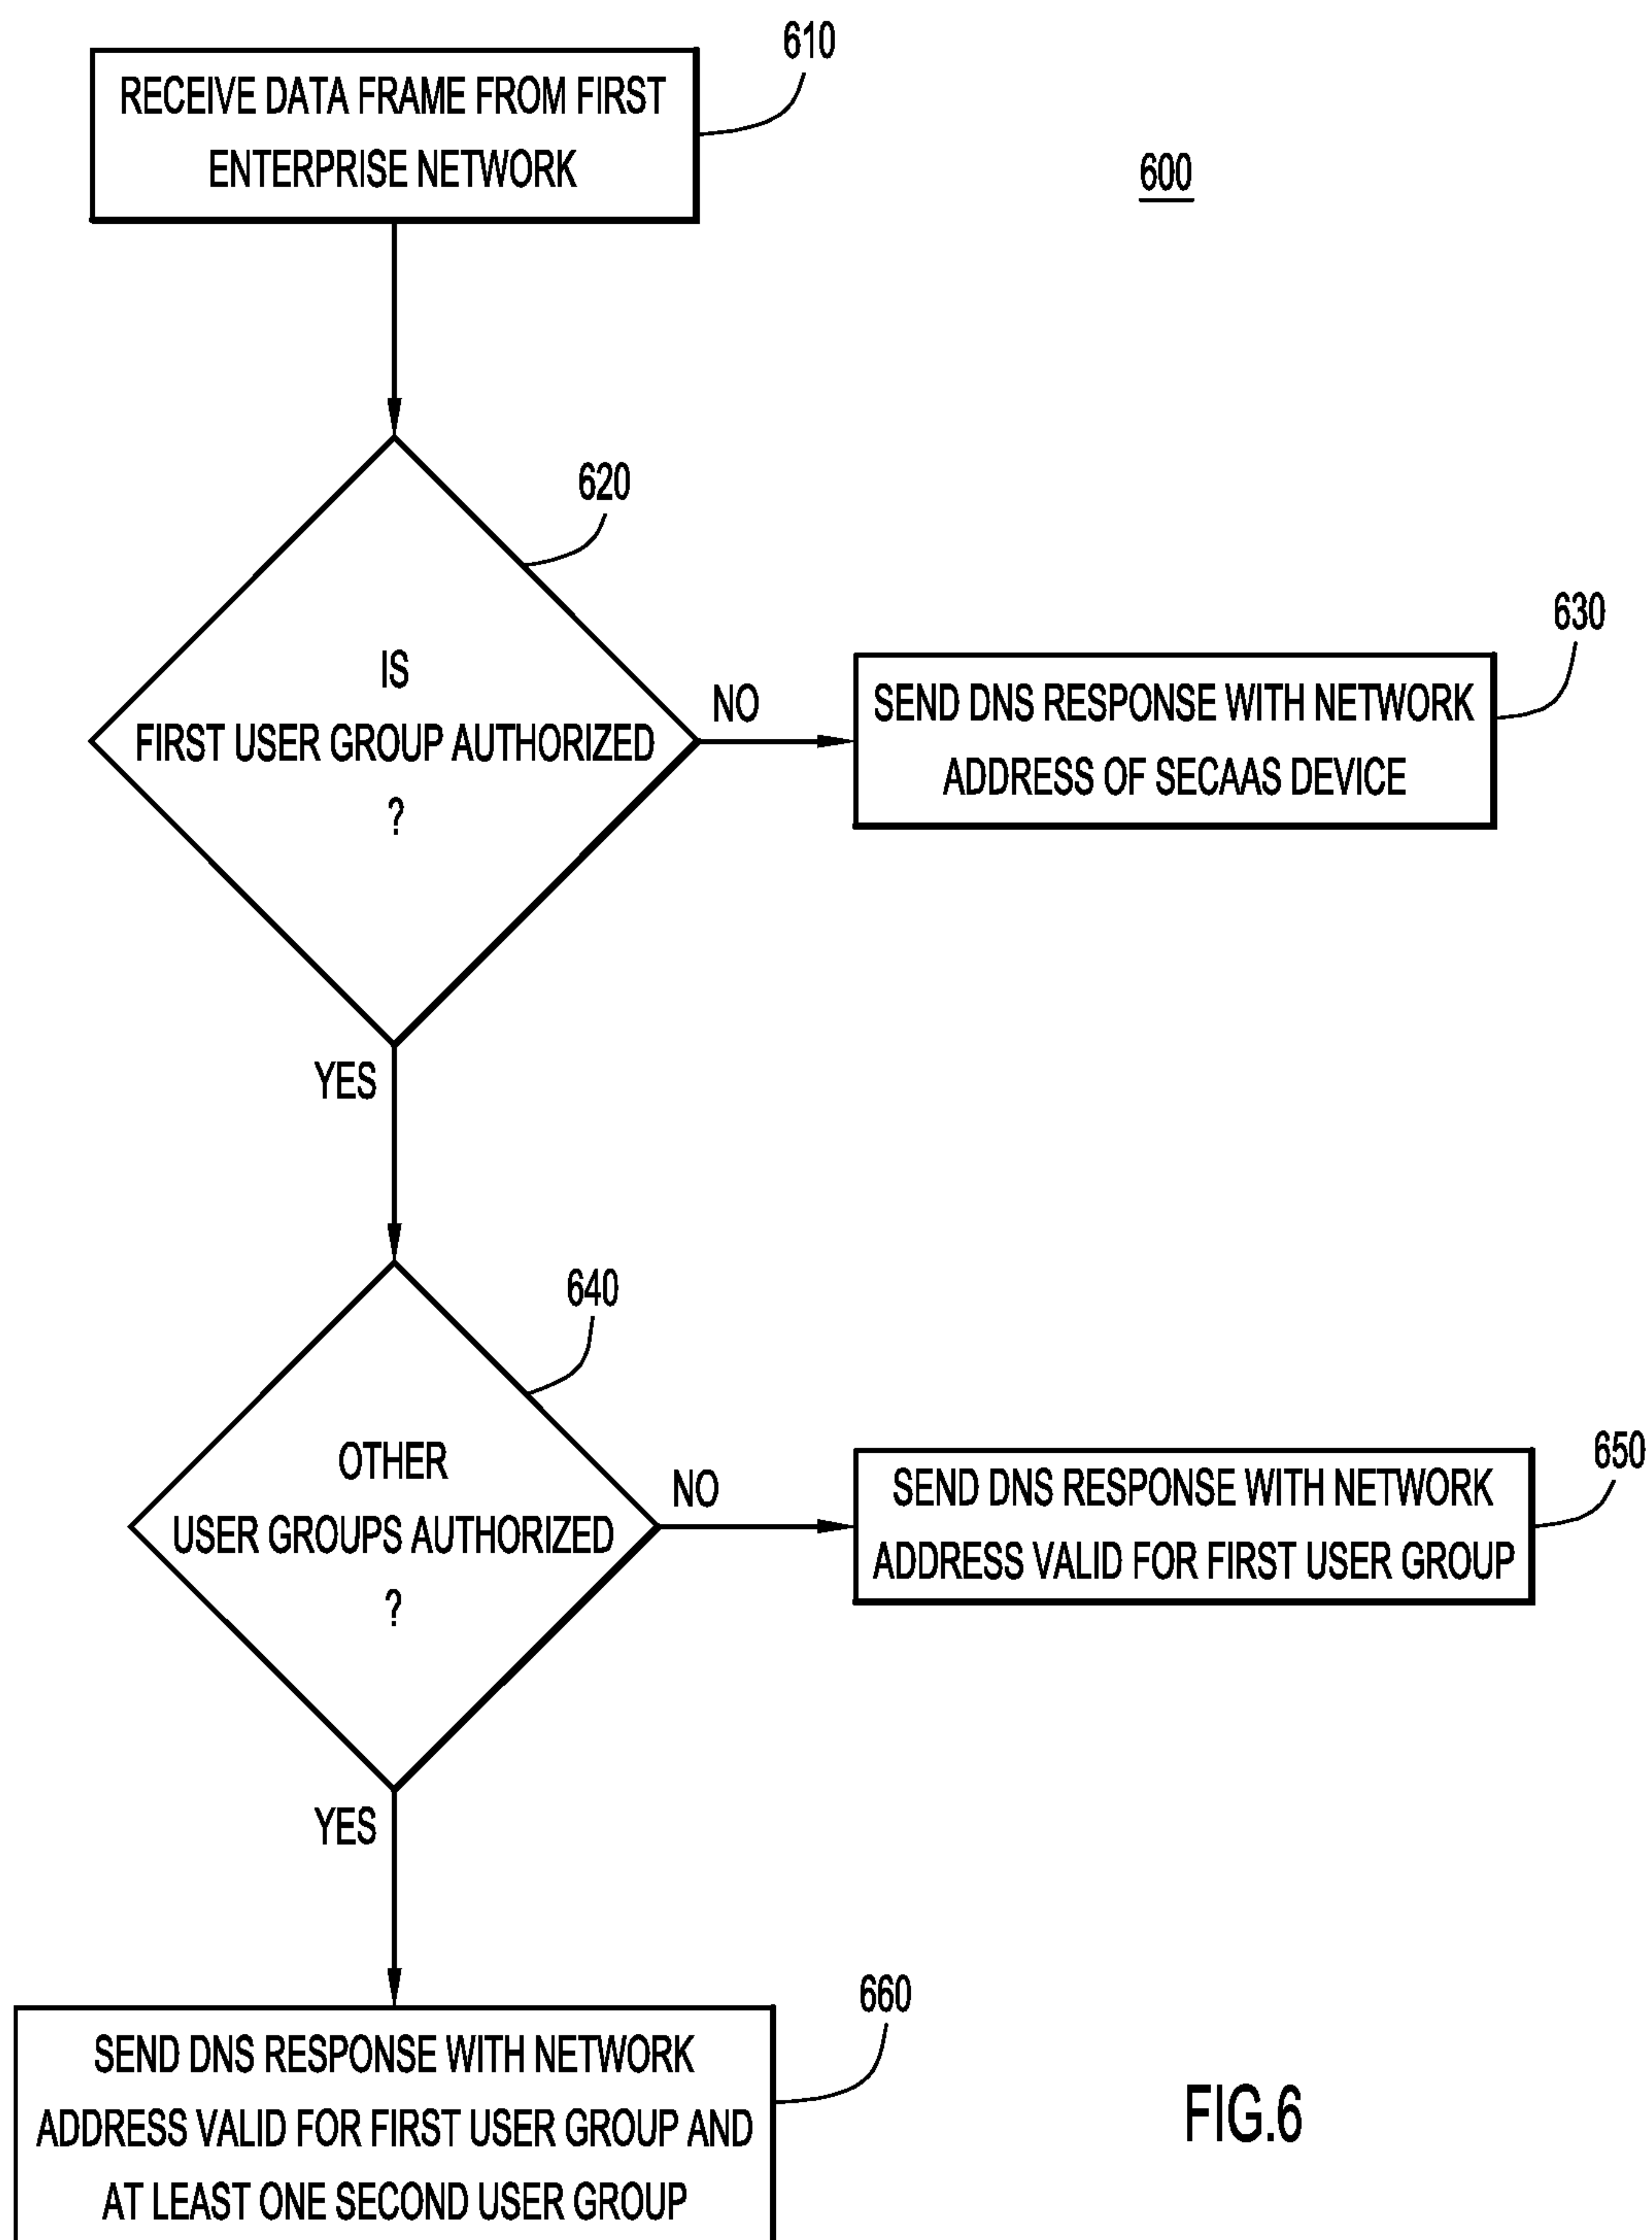 610
RECEIVE DATA FRAME FROM FIRST
ENTERPRISE NETWORK
600
620
IS
FIRST USER GROUP AUTHORIZED
?
NO
630
SEND DNS RESPONSE WITH NETWORK
ADDRESS OF SECAAS DEVICE
YES
640
OTHER
USER GROUPS AUTHORIZED
?
NO
650
SEND DNS RESPONSE WITH NETWORK
ADDRESS VALID FOR FIRST USER GROUP
YES
660
SEND DNS RESPONSE WITH NETWORK
ADDRESS VALID FOR FIRST USER GROUP AND
AT LEAST ONE SECOND USER GROUP
FIG.6